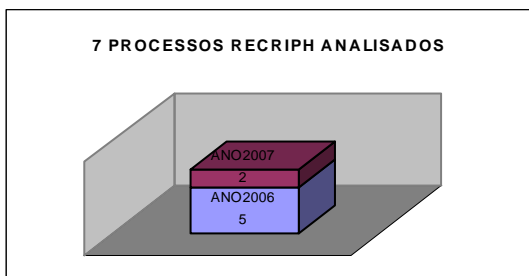 7 PROCESSOS RECRIPH ANALISADOS
ANO2007
2
ANO2006
5